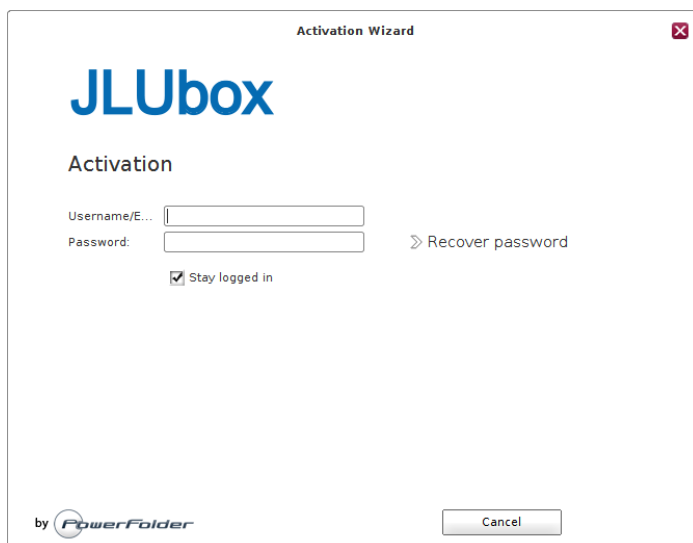 Activation Wizard
JLUbox
Activation
Username/E...
Password:
Recover password
Stay logged in
by PowerFolder
Cancel